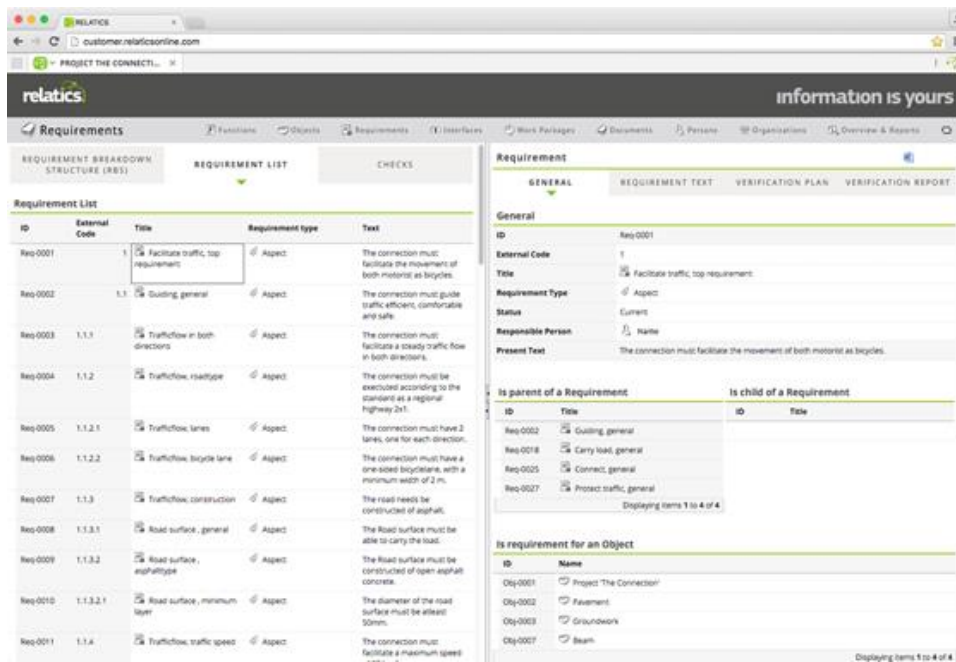 RELATICS
customer.relaticsonline.com
PROJECT THE CONNECTI...
relatics
information is yours
Requirements
Functions Objects Requirements Interfaces Work Packages Documents Persons Organizations Overview & Reports
REQUIREMENT BREAKDOWN
STRUCTURE (RBS)
REQUIREMENT LIST
CHECKS
Requirement List
ID External Code Title Requirement type Text
Req-0001 1 Facilitate traffic, top requirement Aspect The connection must
facilitate the movement of
both motorist as bicycles.
Req-0002 1.1 Guiding, general Aspect The connection must guide
traffic efficient, comfortable
and safe.
Req-0003 1.1.1 Trafficflow in both directions Aspect The connection must
facilitate a steady traffic flow
in both directions.
Req-0004 1.1.2 Trafficflow, roadtype Aspect The connection must be
executed according to the
standard as a regional
highway 2x1.
Req-0005 1.1.2.1 Trafficflow, lanes Aspect The connection must have 2
lanes, one for each direction.
Req-0006 1.1.2.2 Trafficflow, bicycle lane Aspect The connection must have a
one-sided bicyclelane, with a
minimum width of 2 m.
Req-0007 1.1.3 Trafficflow, construction Aspect The road needs be
constructed of asphalt.
Req-0008 1.1.3.1 Road surface , general Aspect The Road surface must be
able to carry the load.
Req-0009 1.1.3.2 Road surface , asphalttype Aspect The Road surface must be
constructed of open asphalt
concrete.
Req-0010 1.1.3.2.1 Road surface , minimum layer Aspect The diameter of the road
surface must be atleast
50mm.
Req-0011 1.1.4 Trafficflow, traffic speed Aspect The connection must
facilitate a maximum speed
Requirement
GENERAL REQUIREMENT TEXT VERIFICATION PLAN VERIFICATION REPORT
General
ID Req-0001
External Code 1
Title Facilitate traffic, top requirement
Requirement Type Aspect
Status Current
Responsible Person Name
Present Text The connection must facilitate the movement of both motorist as bicycles.
Is parent of a Requirement
ID Title
Req-0002 Guiding, general
Req-0018 Carry load, general
Req-0025 Connect, general
Req-0027 Protect traffic, general
Displaying items 1 to 4 of 4
Is child of a Requirement
ID Title
Is requirement for an Object
ID Name
Obj-0001 Project 'The Connection'
Obj-0002 Pavement
Obj-0003 Groundwork
Obj-0007 Beam
Displaying items 1 to 4 of 4